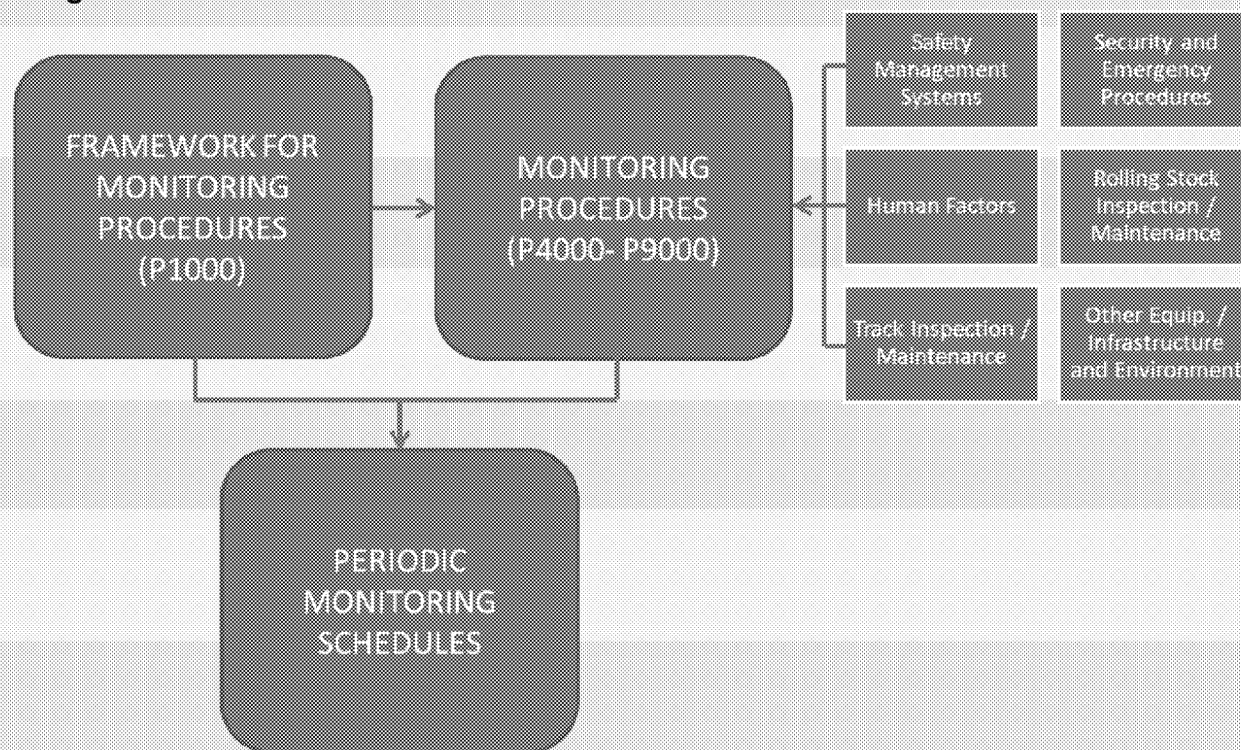 FRAMEWORK FOR
MONITORING
PROCEDURES
(P1000)
MONITORING
PROCEDURES
(P4000- P9000)
Safety
Management
Systems
Security and
Emergency
Procedures
Human Factors
Rolling Stock
Inspection /
Maintenance
Track Inspection /
Maintenance
Other Equip. /
Infrastructure
and Environment
PERIODIC
MONITORING
SCHEDULES